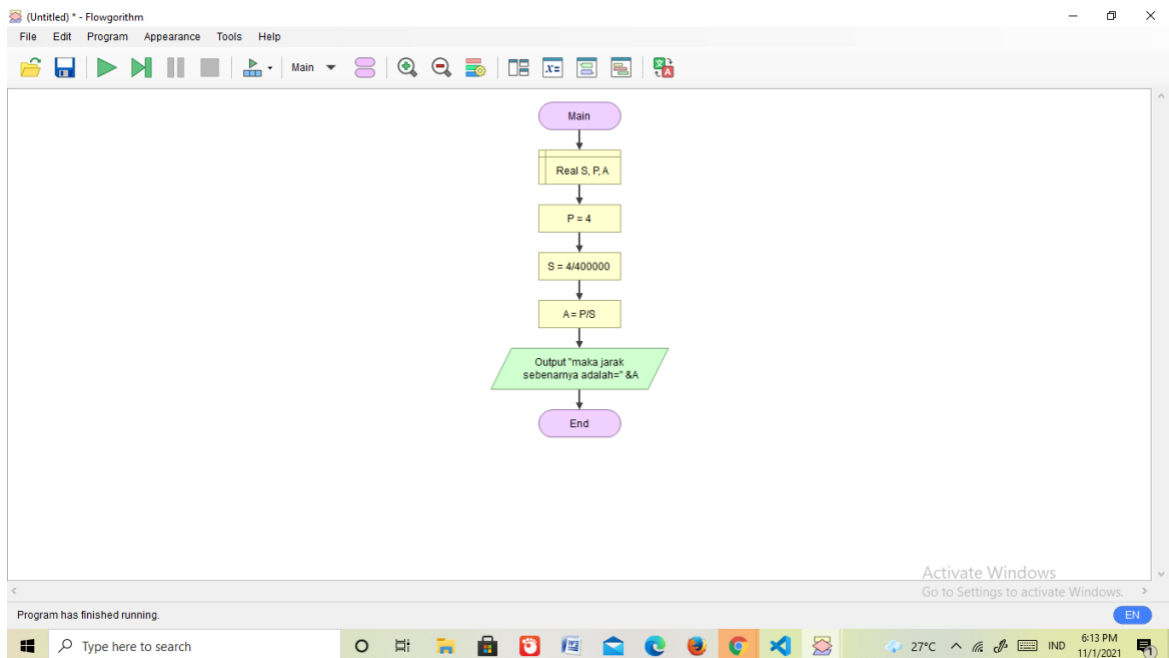 (Untitled) * - Flowgorithm
File Edit Program Appearance Tools Help
Main
x=
Main
Real S, P, A
P = 4
S = 4/400000
A = P/S
Output "maka jarak
sebenarnya adalah=" &A
End
Activate Windows
Go to Settings to activate Windows.
Program has finished running.
EN
Type here to search
27°C
IND
6:13 PM
11/1/2021